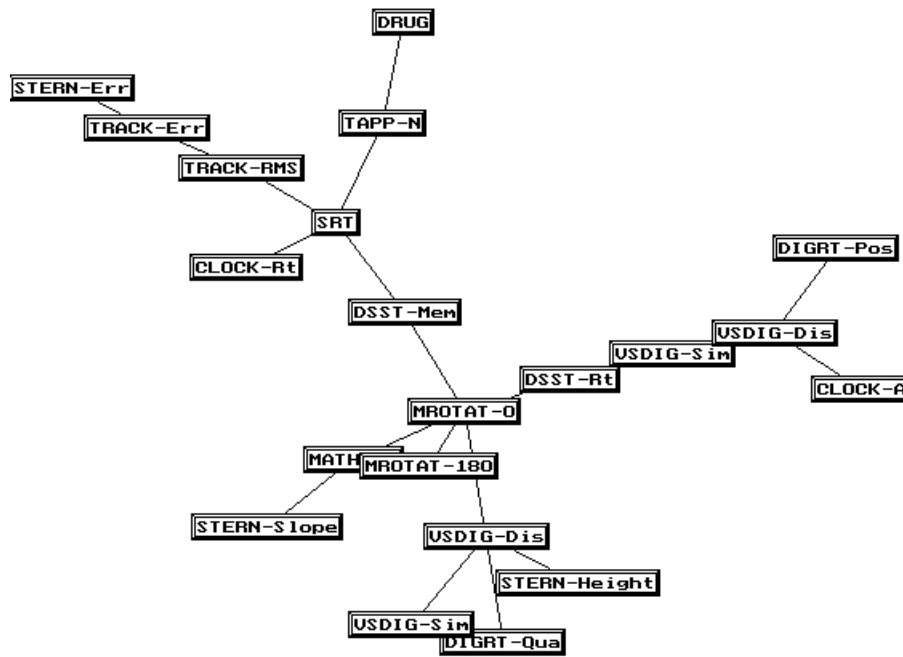 DRUG
STERN-Err
TRACK-Err
TAPP-N
TRACK-RMS
SRT
DIGRT-Pos
CLOCK-Rt
DSST-Mem
VSDIG-Dis
VSDIG-Sim
DSST-Rt
CLOCK-A
MROTAT-0
MATH
MROTAT-180
STERN-Slope
VSDIG-Dis
STERN-Height
VSDIG-Sim
DIGRT-Qua